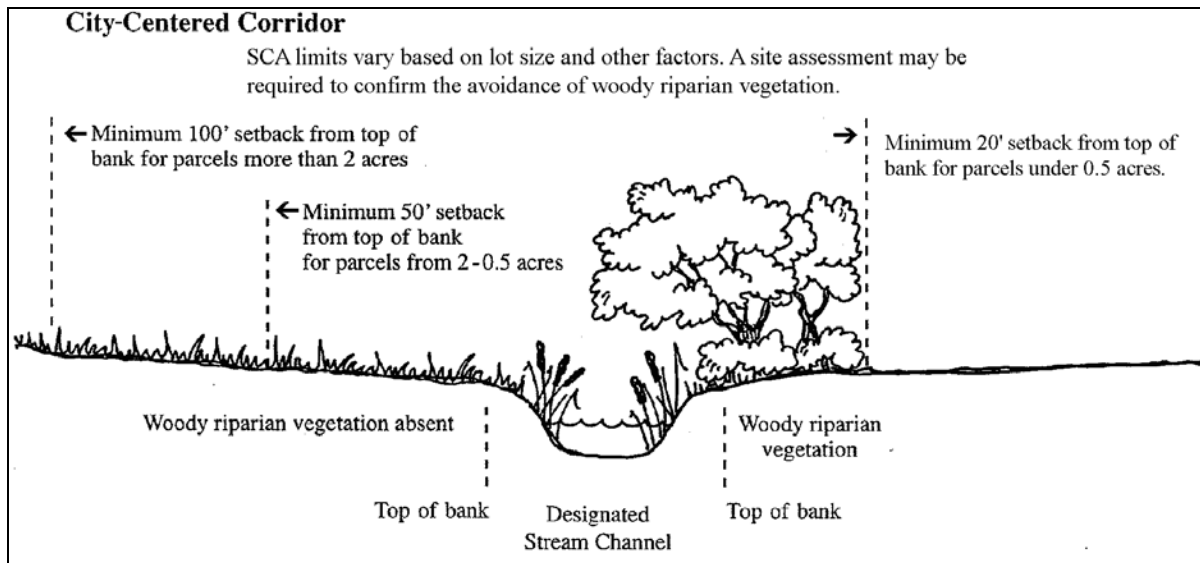 City-Centered Corridor
SCA limits vary based on lot size and other factors. A site assessment may be
required to confirm the avoidance of woody riparian vegetation.
← Minimum 100' setback from top of
bank for parcels more than 2 acres
→
Minimum 20' setback from top of
bank for parcels under 0.5 acres.
← Minimum 50' setback
from top of bank
for parcels from 2-0.5 acres
Woody riparian vegetation absent
Woody riparian
vegetation
Top of bank
Designated
Stream Channel
Top of bank